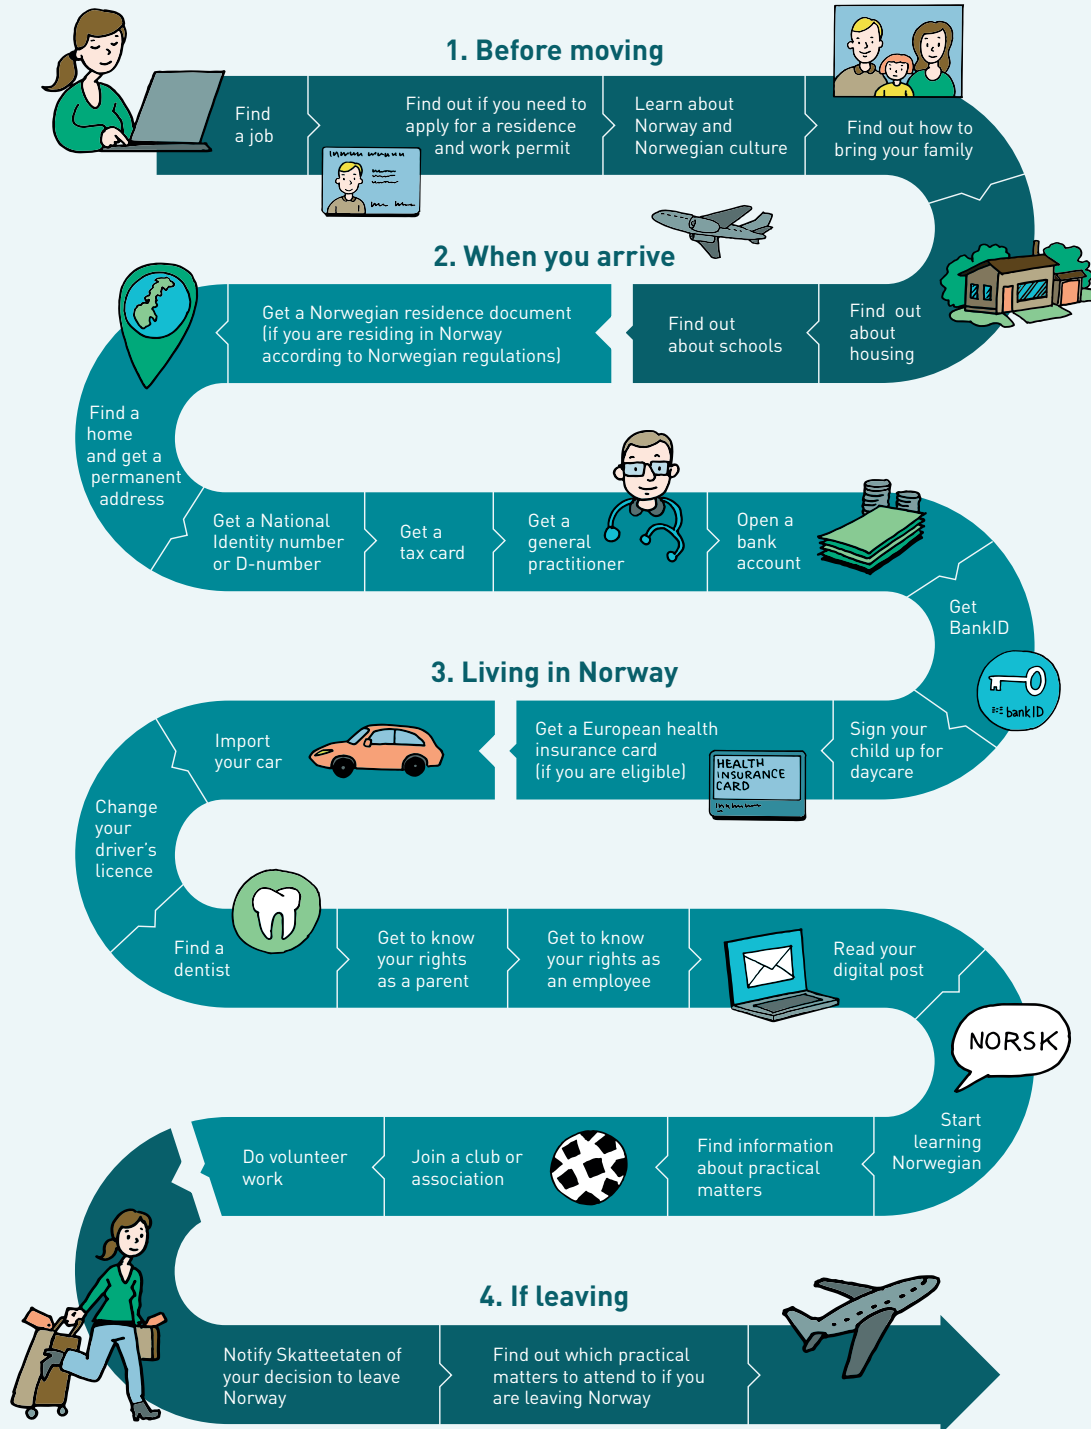 1. Before moving
Find
a job
Find out if you need to
apply for a residence
and work permit
Learn about
Norway and
Norwegian culture
Find out how to
bring your family
Find out
about
housing
Find out
about schools
2. When you arrive
Get a Norwegian residence document
(if you are residing in Norway
according to Norwegian regulations)
Find a
home
and get a
permanent
address
Get a National
Identity number
or D-number
Get a
tax card
Get a
general
practitioner
Open a
bank
account
Get
BankID
bankID
Sign your
child up for
daycare
Get a European health
insurance card
(if you are eligible)
HEALTH
INSURANCE
CARD
3. Living in Norway
Import
your car
Change
your
driver's
licence
Find a
dentist
Get to know
your rights
as a parent
Get to know
your rights as
an employee
Read your
digital post
NORSK
Start
learning
Norwegian
Find information
about practical
matters
Join a club or
association
Do volunteer
work
4. If leaving
Notify Skatteetaten of
your decision to leave
Norway
Find out which practical
matters to attend to if you
are leaving Norway